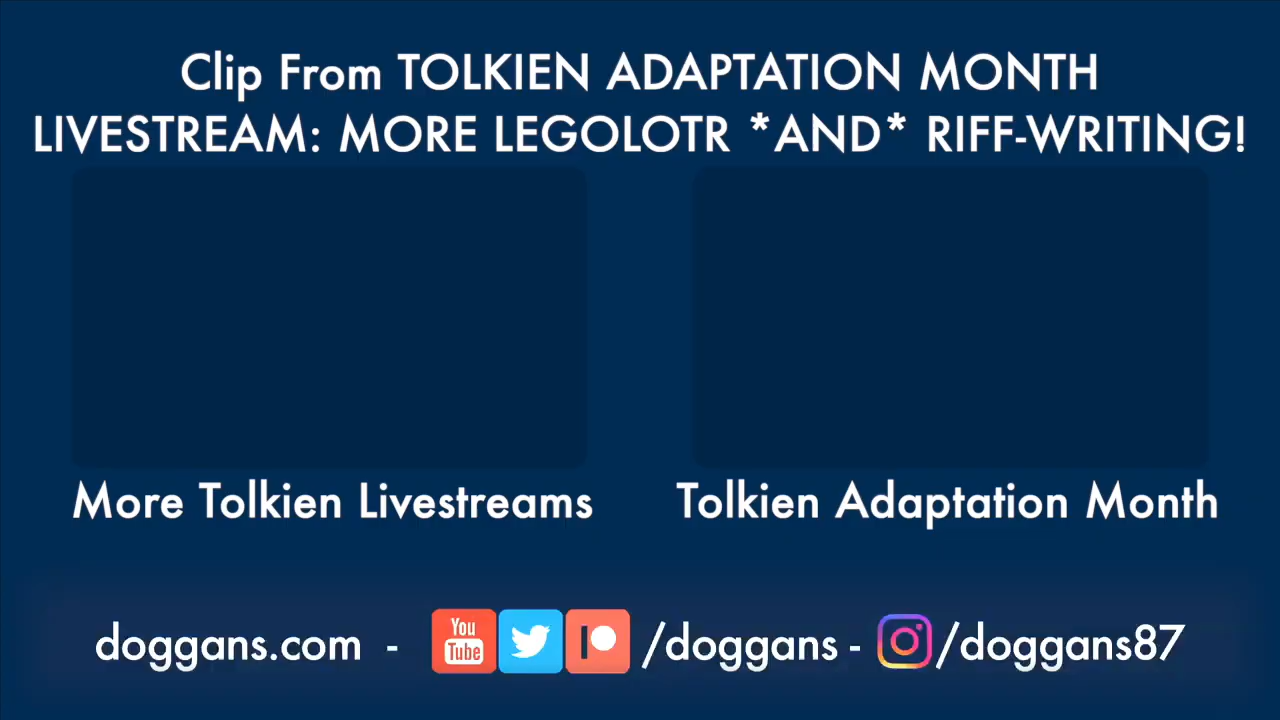 Clip From TOLKIEN ADAPTATION MONTH
LIVESTREAM: MORE LEGOLOTR *AND* RIFF-WRITING!
More Tolkien Livestreams
Tolkien Adaptation Month
doggans.com - You Tube /doggans - /doggans87